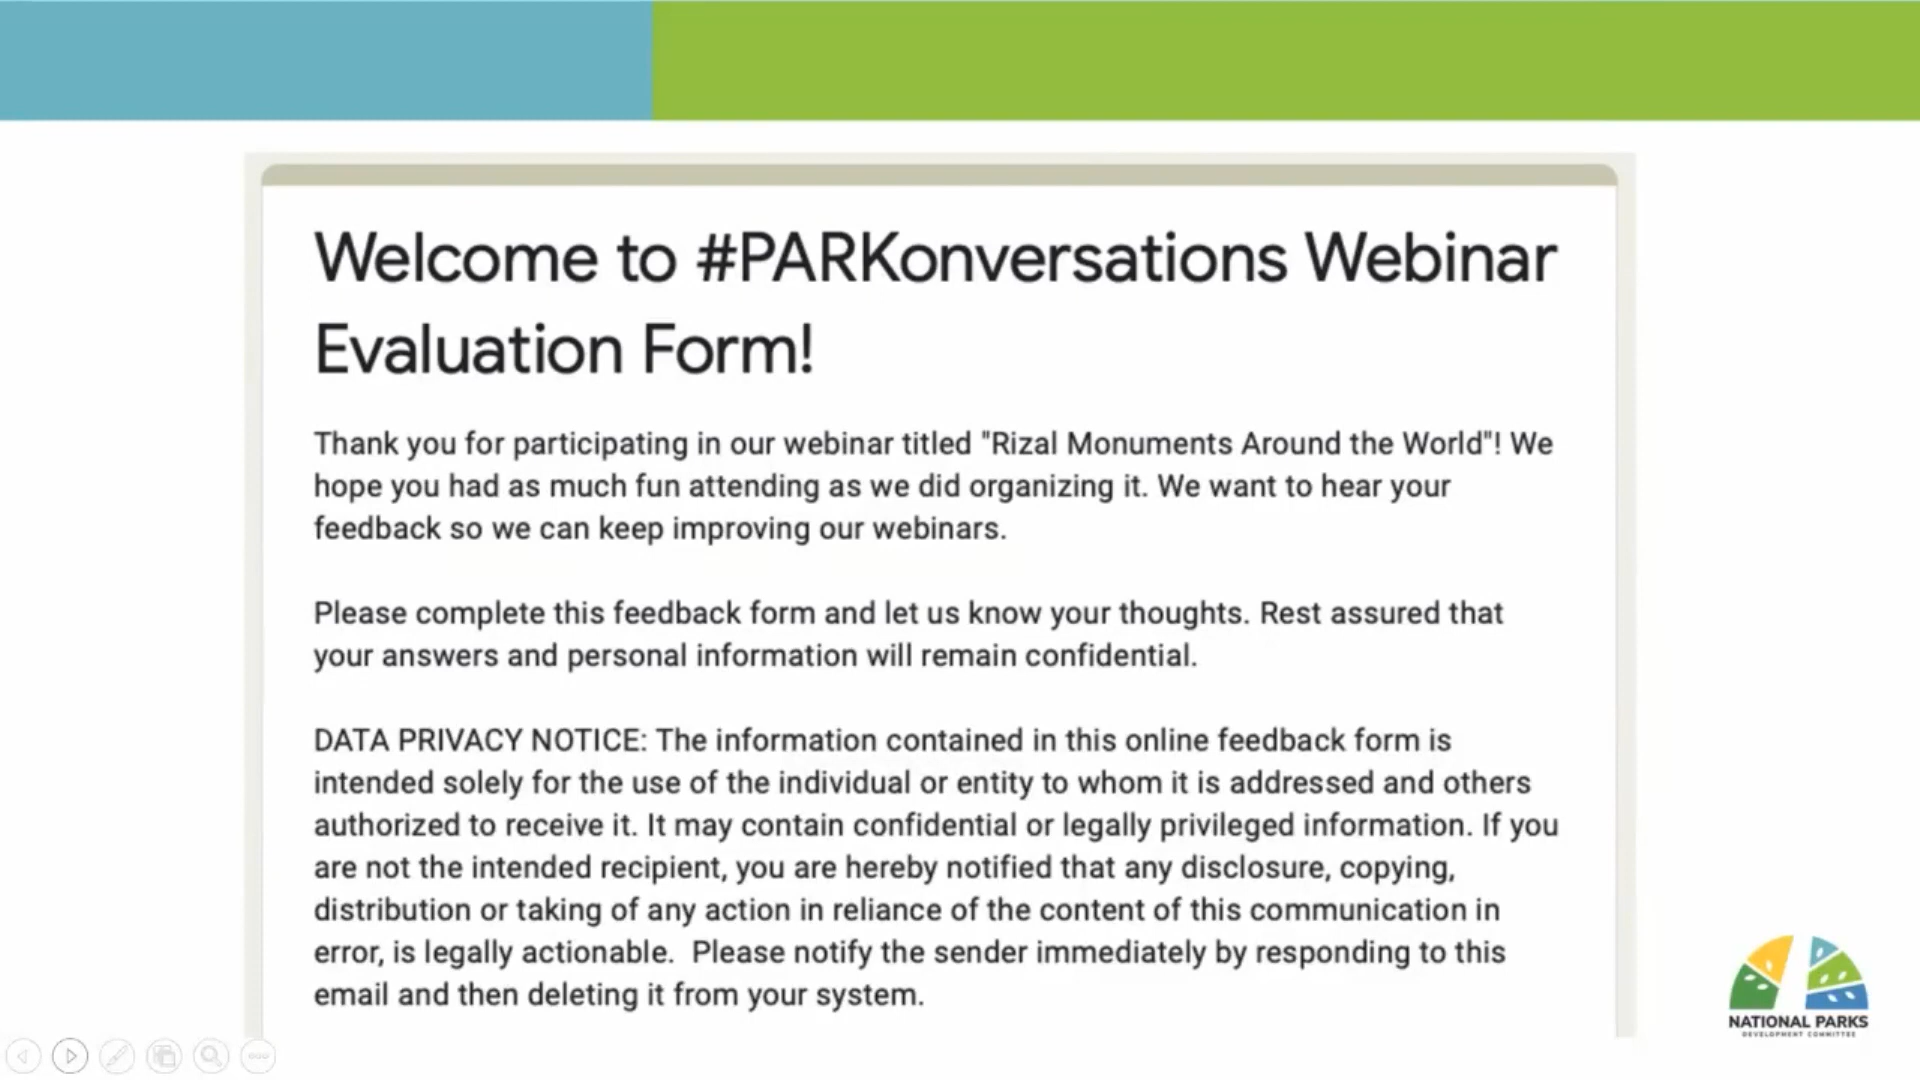 Welcome to #PARKonversations Webinar
Evaluation Form!
Thank you for participating in our webinar titled "Rizal Monuments Around the World"! We
hope you had as much fun attending as we did organizing it. We want to hear your
feedback so we can keep improving our webinars.
Please complete this feedback form and let us know your thoughts. Rest assured that
your answers and personal information will remain confidential.
DATA PRIVACY NOTICE: The information contained in this online feedback form is
intended solely for the use of the individual or entity to whom it is addressed and others
authorized to receive it. It may contain confidential or legally privileged information. If you
are not the intended recipient, you are hereby notified that any disclosure, copying,
distribution or taking of any action in reliance of the content of this communication in
error, is legally actionable.  Please notify the sender immediately by responding to this
email and then deleting it from your system.
NATIONAL PARKS
DEVELOPMENT COMMITTEE